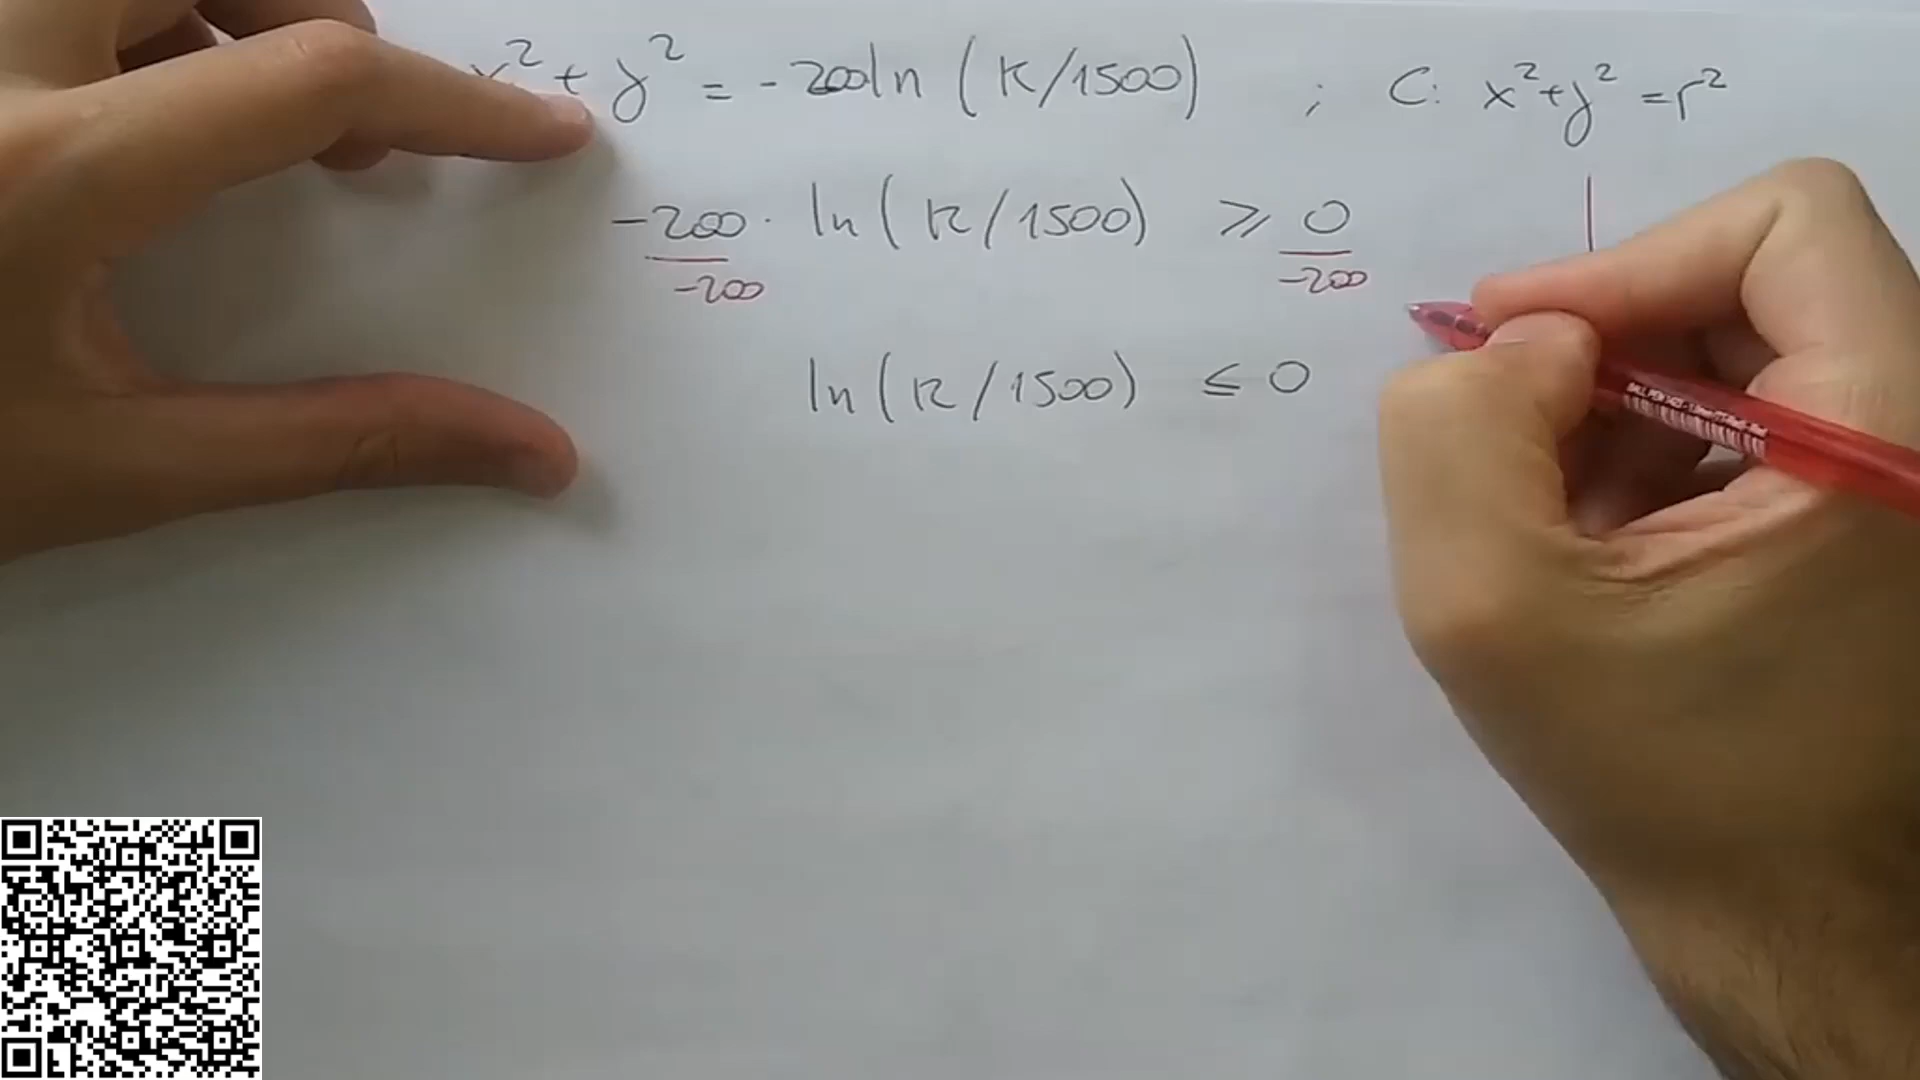 x² + y² = -200ln (K/1500) ; C: x²+y² = r²
-200 · ln(K/1500) ≥ 0
-200 -200
ln(K/1500) ≤ 0